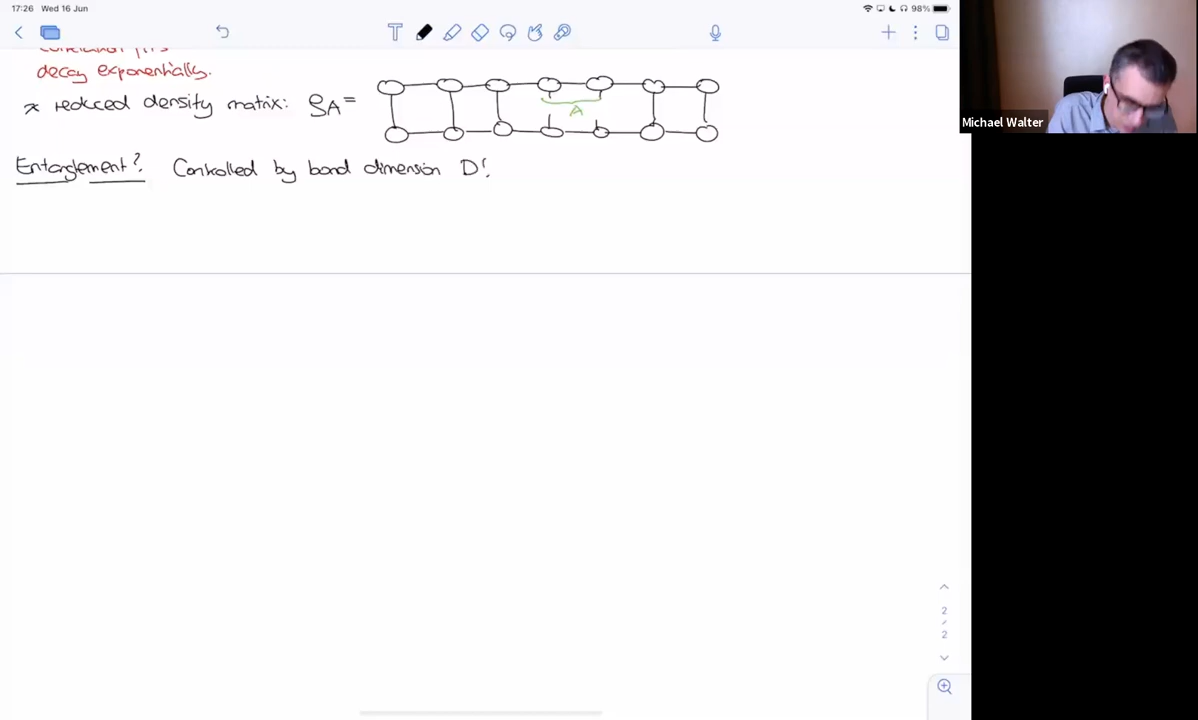 17:26 Wed 16 Jun
98%
decay exponentially.
* reduced density matrix: ρA=
A
Entanglement? Controlled by bond dimension D!
Michael Walter
2
/
2